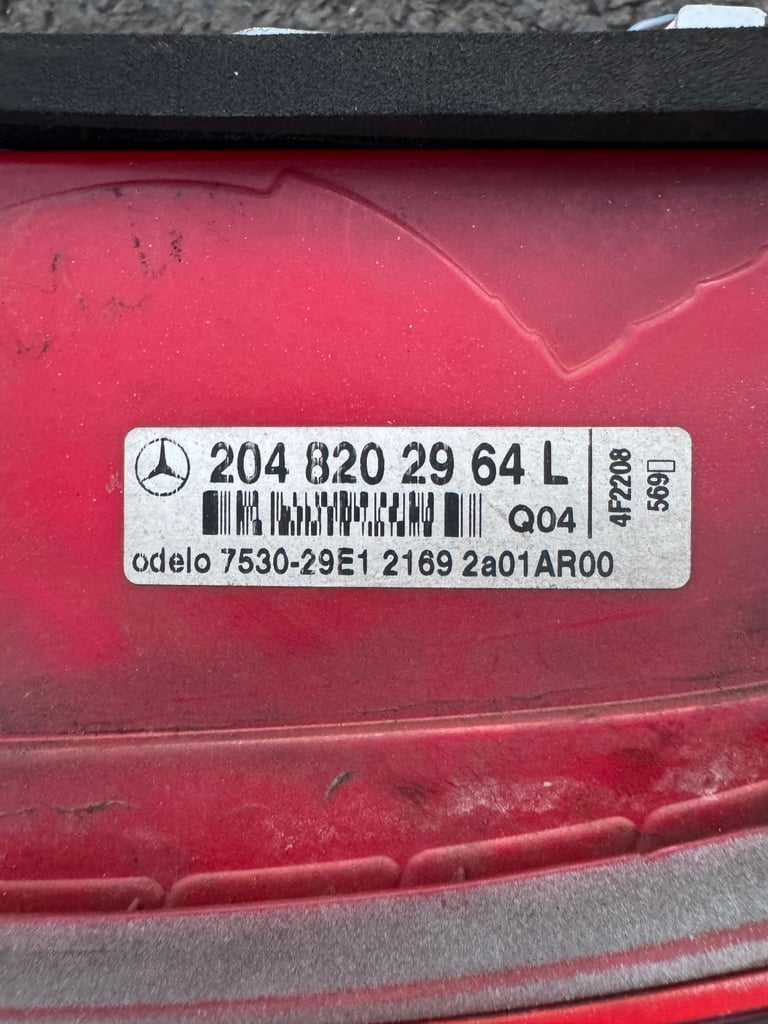 204 820 29 64 L
Q04
odelo 7530-29E1 2169 2a01AR00
4F2208
569